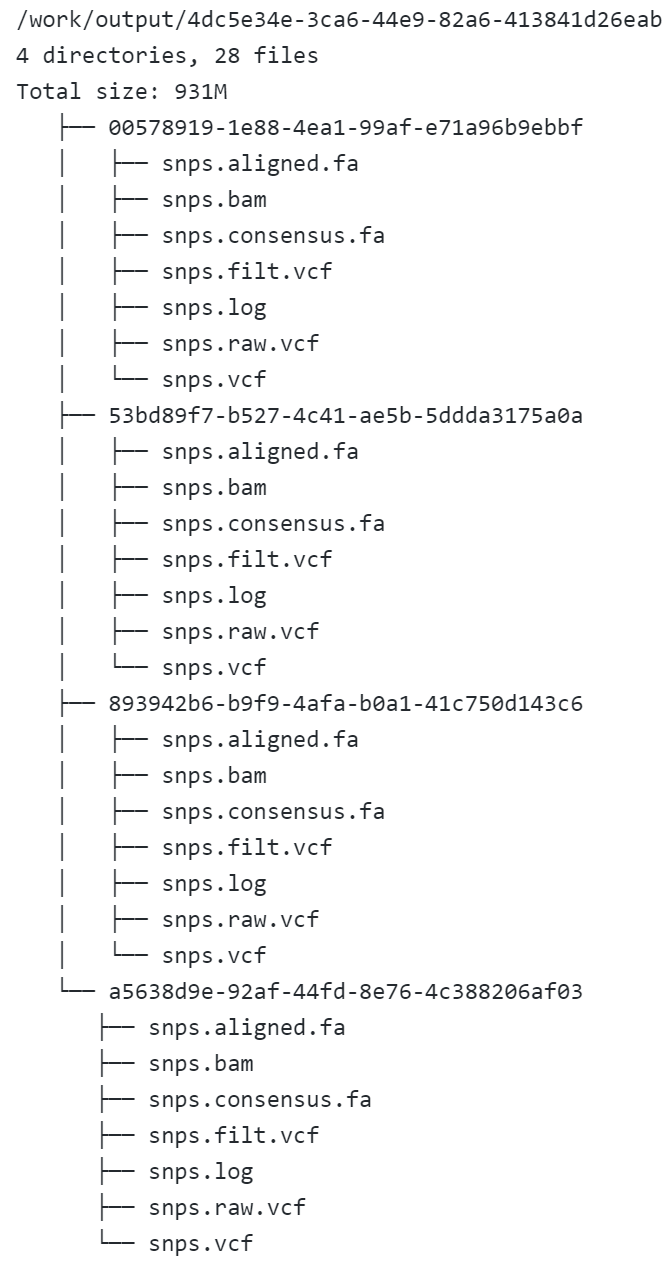 /work/output/4dc5e34e-3ca6-44e9-82a6-413841d26eab
4 directories, 28 files
Total size: 931M
├── 00578919-1e88-4ea1-99af-e71a96b9ebbf
│   ├── snps.aligned.fa
│   ├── snps.bam
│   ├── snps.consensus.fa
│   ├── snps.filt.vcf
│   ├── snps.log
│   ├── snps.raw.vcf
│   └── snps.vcf
├── 53bd89f7-b527-4c41-ae5b-5ddda3175a0a
│   ├── snps.aligned.fa
│   ├── snps.bam
│   ├── snps.consensus.fa
│   ├── snps.filt.vcf
│   ├── snps.log
│   ├── snps.raw.vcf
│   └── snps.vcf
├── 893942b6-b9f9-4afa-b0a1-41c750d143c6
│   ├── snps.aligned.fa
│   ├── snps.bam
│   ├── snps.consensus.fa
│   ├── snps.filt.vcf
│   ├── snps.log
│   ├── snps.raw.vcf
│   └── snps.vcf
└── a5638d9e-92af-44fd-8e76-4c388206af03
   ├── snps.aligned.fa
   ├── snps.bam
   ├── snps.consensus.fa
   ├── snps.filt.vcf
   ├── snps.log
   ├── snps.raw.vcf
   └── snps.vcf